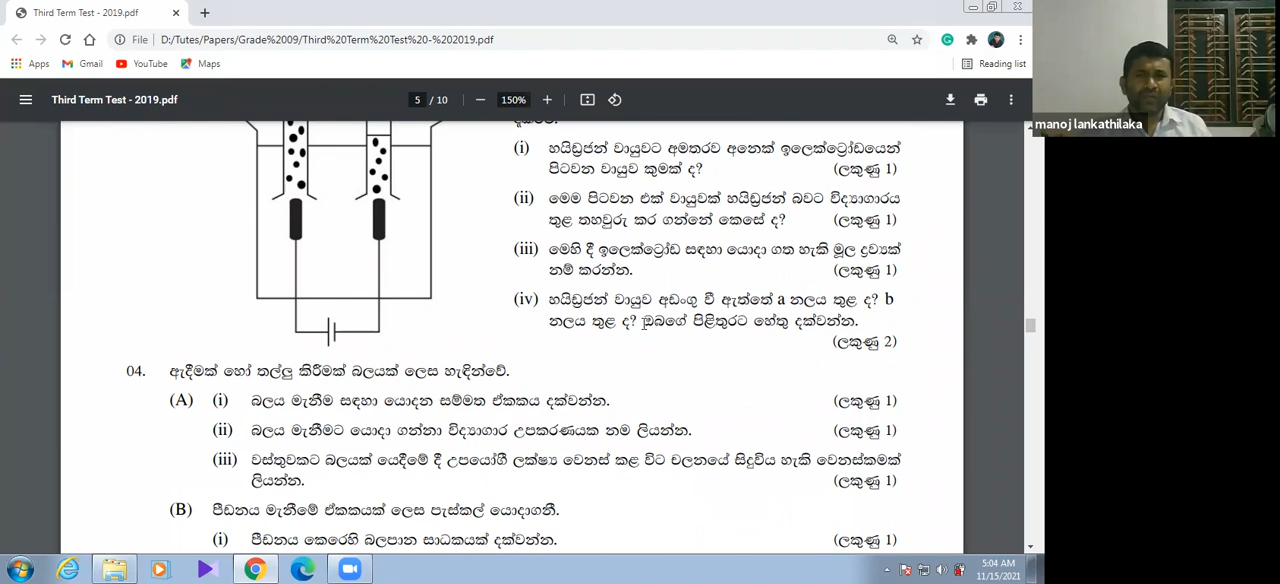 Third Term Test - 2019.pdf
File
D:/Tutes/Papers/Grade%2009/Third%20Term%20Test%20-%202019.pdf
Apps
Gmail
YouTube
Maps
Reading list
Third Term Test - 2019.pdf
5 / 10
150%
manoj lankathilaka
(i) හයිඩ්‍රජන් වායුවට අමතරව අනෙක් ඉලෙක්ට්‍රෝඩයෙන්
පිටවන වායුව කුමක් ද? (ලකුණු 1)
(ii) මෙම පිටවන එක් වායුවක් හයිඩ්‍රජන් බවට විද්‍යාගාරය
තුළ තහවුරු කර ගන්නේ කෙසේ ද? (ලකුණු 1)
(iii) මෙහි දී ඉලෙක්ට්‍රෝඩ සඳහා යොදා ගත හැකි මූල ද්‍රව්‍යක්
නම් කරන්න. (ලකුණු 1)
(iv) හයිඩ්‍රජන් වායුව අඩංගු වී ඇත්තේ a නලය තුළ ද? b
නලය තුළ ද? ඔබගේ පිළිතුරට හේතු දක්වන්න.
(ලකුණු 2)
04. ඇදීමක් හෝ තල්ලු කිරීමක් බලයක් ලෙස හැඳින්වේ.
(A) (i) බලය මැනීම සඳහා යොදන සම්මත ඒකකය දක්වන්න. (ලකුණු 1)
(ii) බලය මැනීමට යොදා ගන්නා විද්‍යාගාර උපකරණයක නම ලියන්න. (ලකුණු 1)
(iii) වස්තුවකට බලයක් යෙදීමේ දී උපයෝගී ලක්ෂ්‍ය වෙනස් කළ විට චලනයේ සිදුවිය හැකි වෙනස්කමක්
ලියන්න. (ලකුණු 1)
(B) පීඩනය මැනීමේ ඒකකයක් ලෙස පැස්කල් යොදාගනී.
(i) පීඩනය කෙරෙහි බලපාන සාධකයක් දක්වන්න. (ලකුණු 1)
5:04 AM
11/15/2021